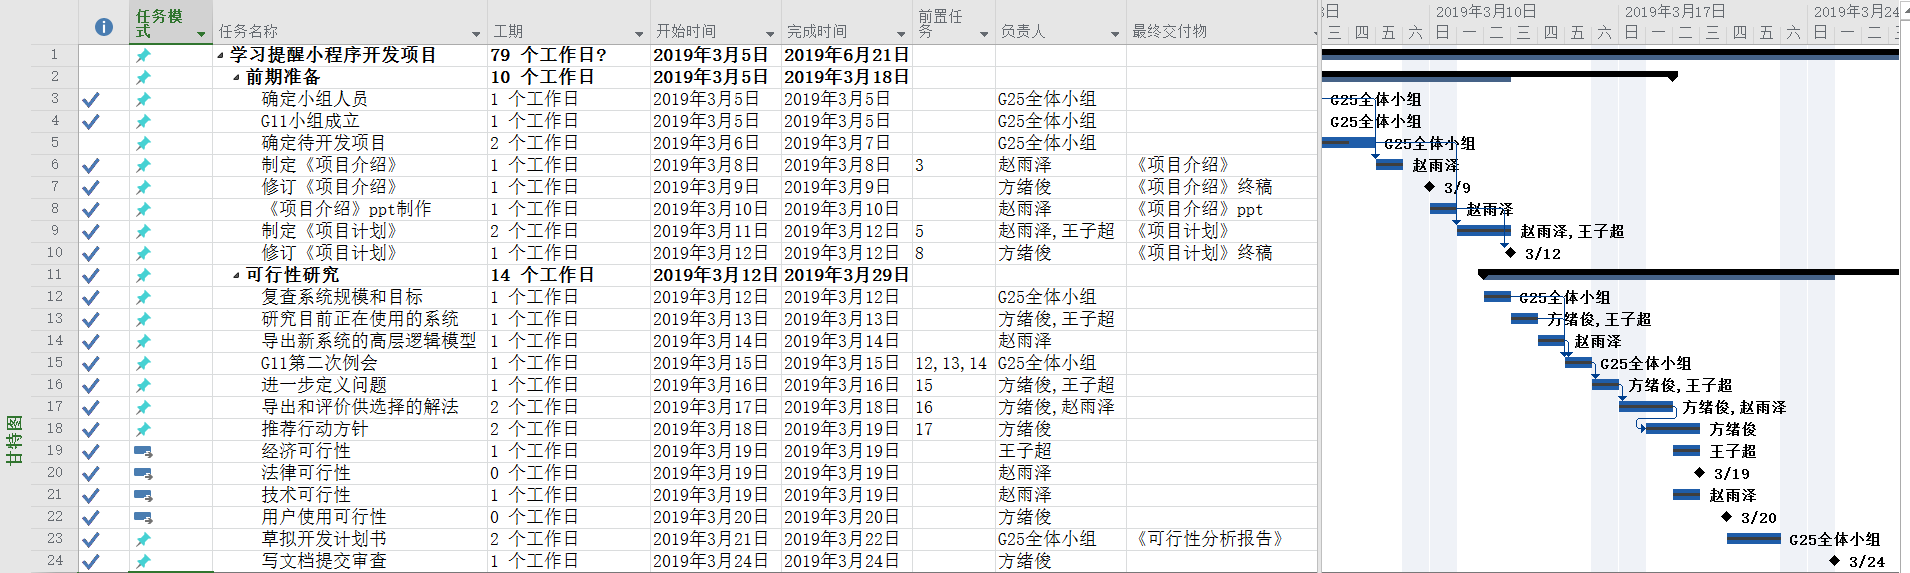 任务模式 任务名称 工期 开始时间 完成时间 前置任务 负责人 最终交付物
1 学习提醒小程序开发项目 79 个工作日? 2019年3月5日 2019年6月21日
2 前期准备 10 个工作日 2019年3月5日 2019年3月18日
3 确定小组人员 1 个工作日 2019年3月5日 2019年3月5日 G25全体小组
4 G11小组成立 1 个工作日 2019年3月5日 2019年3月5日 G25全体小组
5 确定待开发项目 2 个工作日 2019年3月6日 2019年3月7日 G25全体小组
6 制定《项目介绍》 1 个工作日 2019年3月8日 2019年3月8日 3 赵雨泽 《项目介绍》
7 修订《项目介绍》 1 个工作日 2019年3月9日 2019年3月9日 方绪俊 《项目介绍》终稿
8 《项目介绍》ppt制作 1 个工作日 2019年3月10日 2019年3月10日 赵雨泽 《项目介绍》ppt
9 制定《项目计划》 2 个工作日 2019年3月11日 2019年3月12日 5 赵雨泽,王子超 《项目计划》
10 修订《项目计划》 1 个工作日 2019年3月12日 2019年3月12日 8 方绪俊 《项目计划》终稿
11 可行性研究 14 个工作日 2019年3月12日 2019年3月29日
12 复查系统规模和目标 1 个工作日 2019年3月12日 2019年3月12日 G25全体小组
13 研究目前正在使用的系统 1 个工作日 2019年3月13日 2019年3月13日 方绪俊,王子超
14 导出新系统的高层逻辑模型 1 个工作日 2019年3月14日 2019年3月14日 赵雨泽
15 G11第二次例会 1 个工作日 2019年3月15日 2019年3月15日 12,13,14 G25全体小组
16 进一步定义问题 1 个工作日 2019年3月16日 2019年3月16日 15 方绪俊,王子超
17 导出和评价供选择的解法 2 个工作日 2019年3月17日 2019年3月18日 16 方绪俊,赵雨泽
18 推荐行动方针 2 个工作日 2019年3月18日 2019年3月19日 17 方绪俊
19 经济可行性 1 个工作日 2019年3月19日 2019年3月19日 王子超
20 法律可行性 0 个工作日 2019年3月19日 2019年3月19日 赵雨泽
21 技术可行性 1 个工作日 2019年3月19日 2019年3月19日 赵雨泽
22 用户使用可行性 0 个工作日 2019年3月20日 2019年3月20日 方绪俊
23 草拟开发计划书 2 个工作日 2019年3月21日 2019年3月22日 G25全体小组 《可行性分析报告》
24 写文档提交审查 1 个工作日 2019年3月24日 2019年3月24日 方绪俊
甘特图
日 2019年3月10日 2019年3月17日 2019年3月24
三 四 五 六 日 一 二 三 四 五 六 日 一 二 三 四 五 六 日 一 二 三
G25全体小组
G25全体小组
G25全体小组
赵雨泽
3/9
赵雨泽
赵雨泽,王子超
3/12
G25全体小组
方绪俊,王子超
赵雨泽
G25全体小组
方绪俊,王子超
方绪俊,赵雨泽
方绪俊
王子超
3/19
赵雨泽
3/20
G25全体小组
3/24